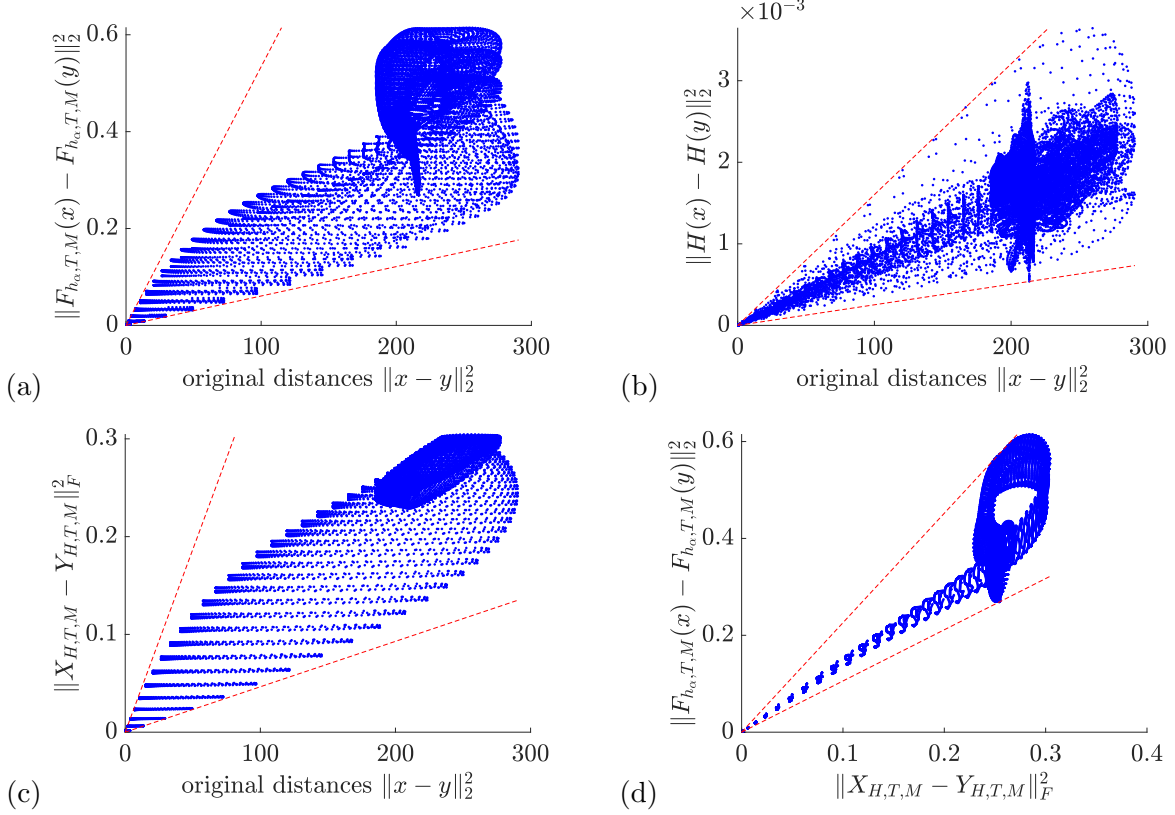 0.6
0.4
0.2
0
0 100 200 300
‖F_{h_α,T,M}(x) − F_{h_α,T,M}(y)‖₂²
original distances ‖x − y‖₂²
(a)
×10⁻³
3
2
1
0
0 100 200 300
‖H(x) − H(y)‖₂²
original distances ‖x − y‖₂²
(b)
0.3
0.2
0.1
0
0 100 200 300
‖X_{H,T,M} − Y_{H,T,M}‖_F²
original distances ‖x − y‖₂²
(c)
0.6
0.4
0.2
0
0 0.1 0.2 0.3 0.4
‖F_{h_α,T,M}(x) − F_{h_α,T,M}(y)‖₂²
‖X_{H,T,M} − Y_{H,T,M}‖_F²
(d)